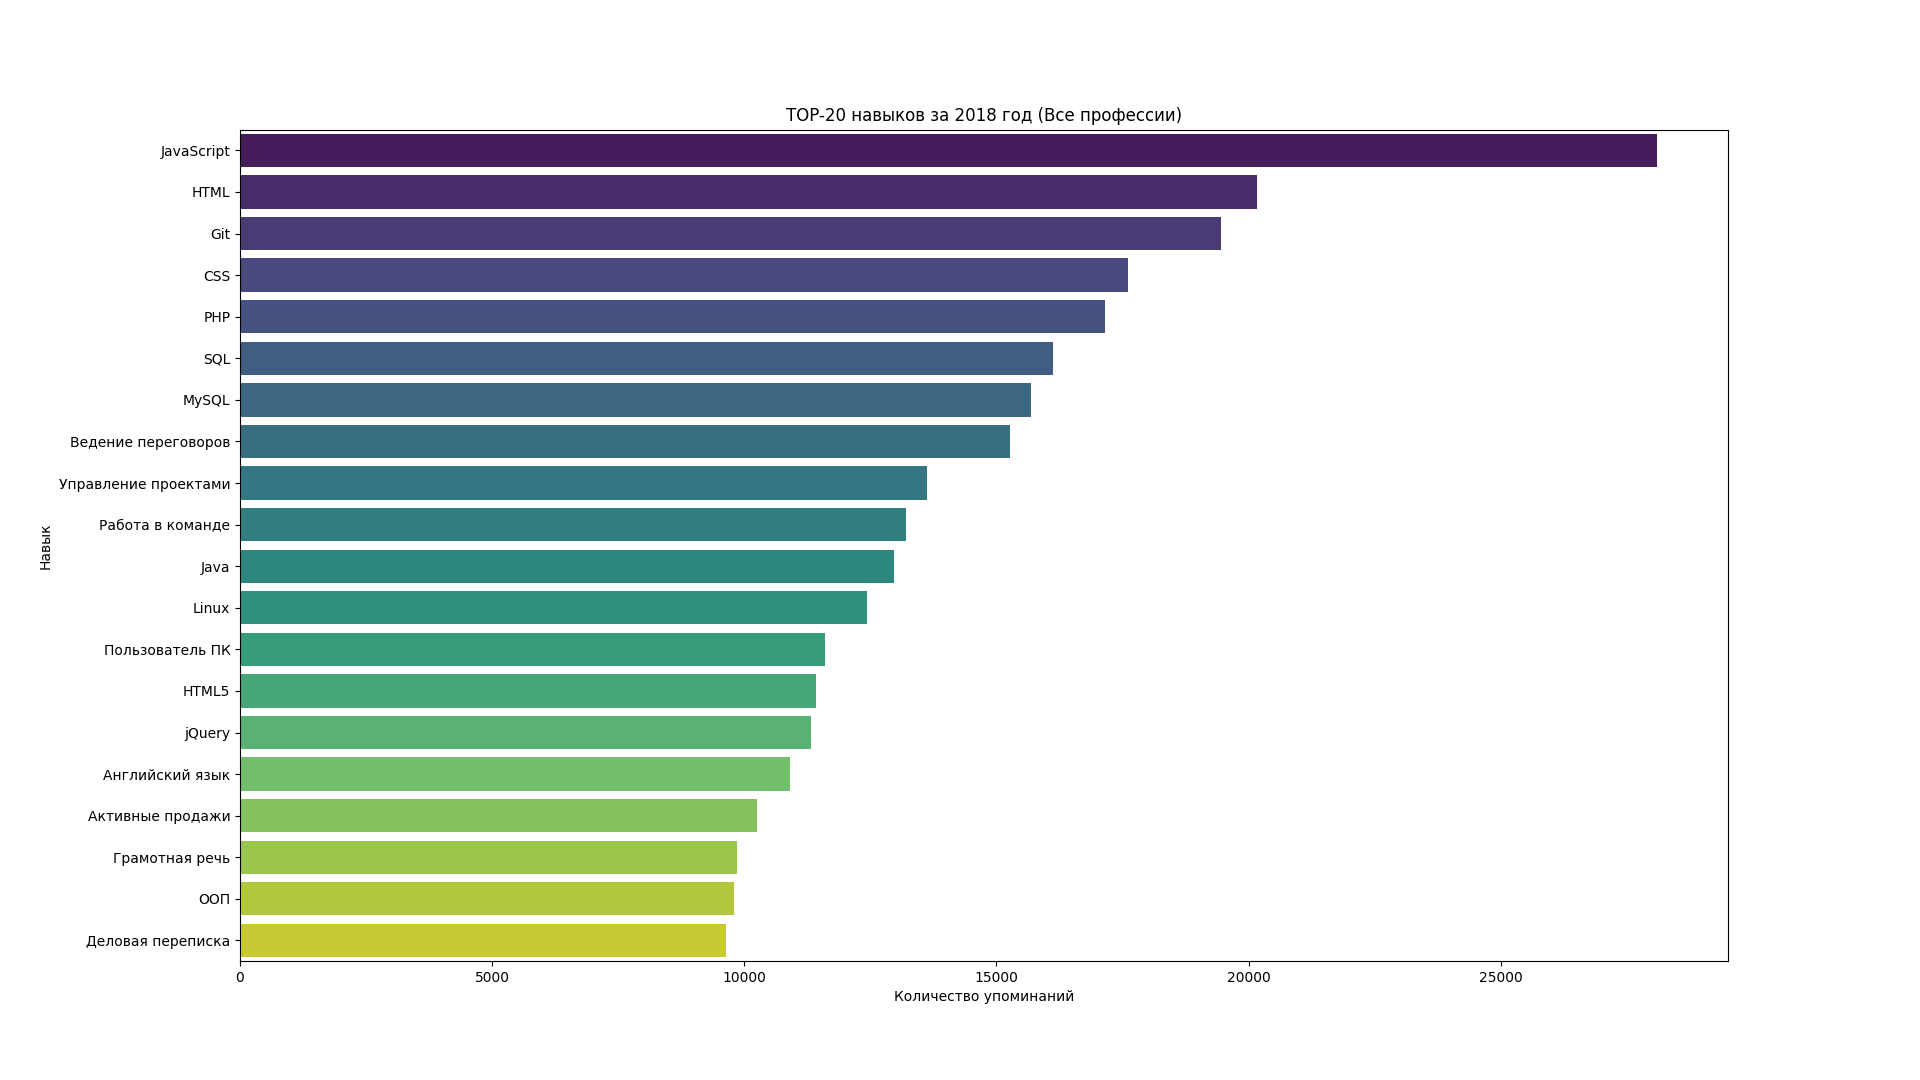 TOP-20 навыков за 2018 год (Все профессии)
Навык
JavaScript
HTML
Git
CSS
PHP
SQL
MySQL
Ведение переговоров
Управление проектами
Работа в команде
Java
Linux
Пользователь ПК
HTML5
jQuery
Английский язык
Активные продажи
Грамотная речь
ООП
Деловая переписка
0 5000 10000 15000 20000 25000
Количество упоминаний